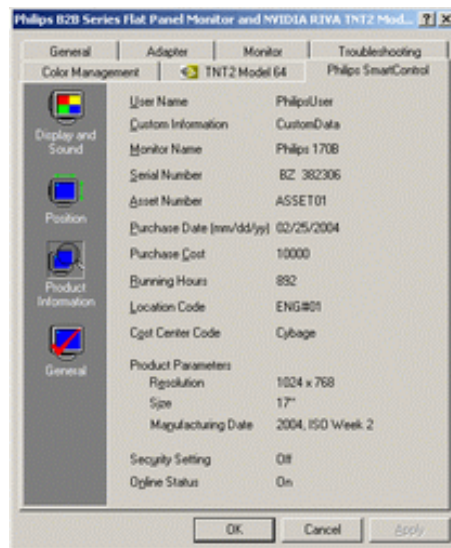 Philips B2B Series Flat Panel Monitor and NVIDIA RIVA TNT2 Mod...
General Adapter Monitor Troubleshooting
Color Management TNT2 Model 64 Philips SmartControl
Display and
Sound
Position
Product
Information
General
User Name PhilipsUser
Custom Information CustomData
Monitor Name Philips 170B
Serial Number BZ 382306
Asset Number ASSET01
Purchase Date (mm/dd/yy) 02/25/2004
Purchase Cost 10000
Running Hours 892
Location Code ENG#01
Cost Center Code Cybage
Product Parameters
Resolution 1024 x 768
Size 17"
Manufacturing Date 2004, ISO Week 2
Security Setting Off
Online Status On
OK Cancel Apply